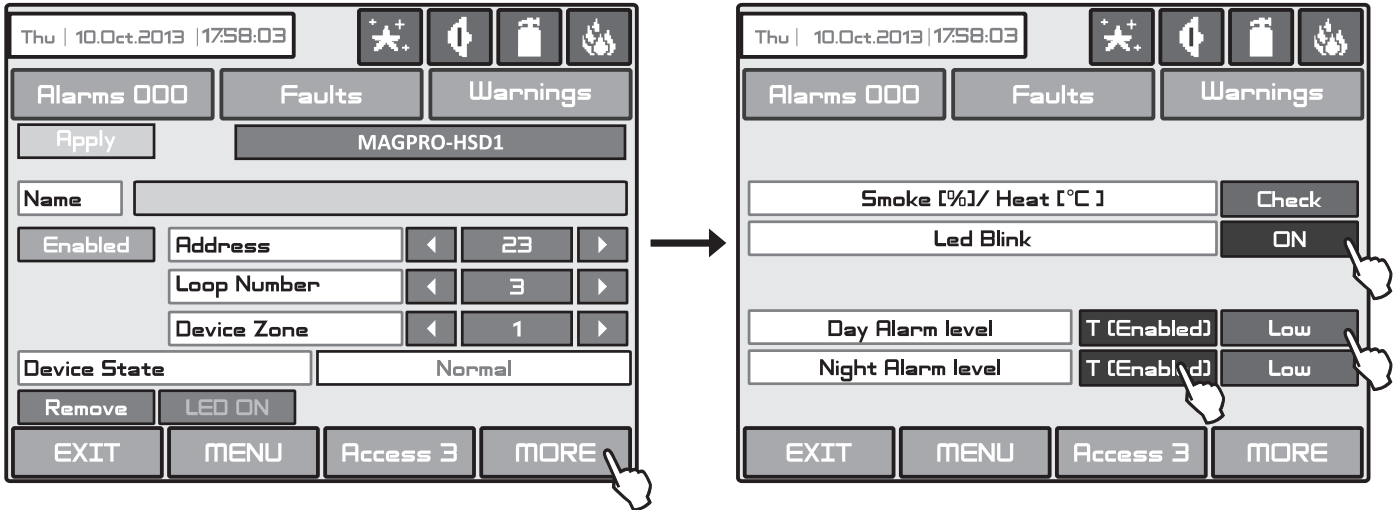 Thu | 10.Oct.2013 | 17:58:03
Alarms 000 Faults Warnings
Apply MAGPRO-HSD1
Name
Enabled Address 23
Loop Number 3
Device Zone 1
Device State Normal
Remove LED ON
EXIT MENU Access 3 MORE
Thu | 10.Oct.2013 | 17:58:03
Alarms 000 Faults Warnings
Smoke [%]/ Heat [°C ] Check
Led Blink ON
Day Alarm level T (Enabled) Low
Night Alarm level T (Enabled) Low
EXIT MENU Access 3 MORE